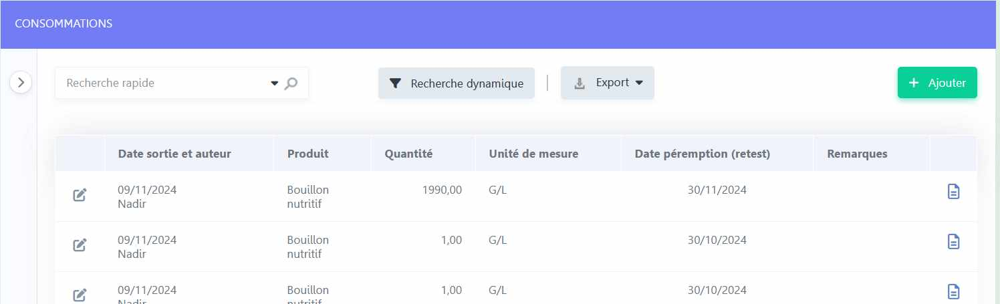 CONSOMMATIONS
Recherche rapide
Recherche dynamique
Export
Ajouter
Date sortie et auteur Produit Quantité Unité de mesure Date péremption (retest) Remarques
09/11/2024 Bouillon 1990,00 G/L 30/11/2024
Nadir nutritif
09/11/2024 Bouillon 1,00 G/L 30/10/2024
Nadir nutritif
09/11/2024 Bouillon 1,00 G/L 30/10/2024
Nadir nutritif